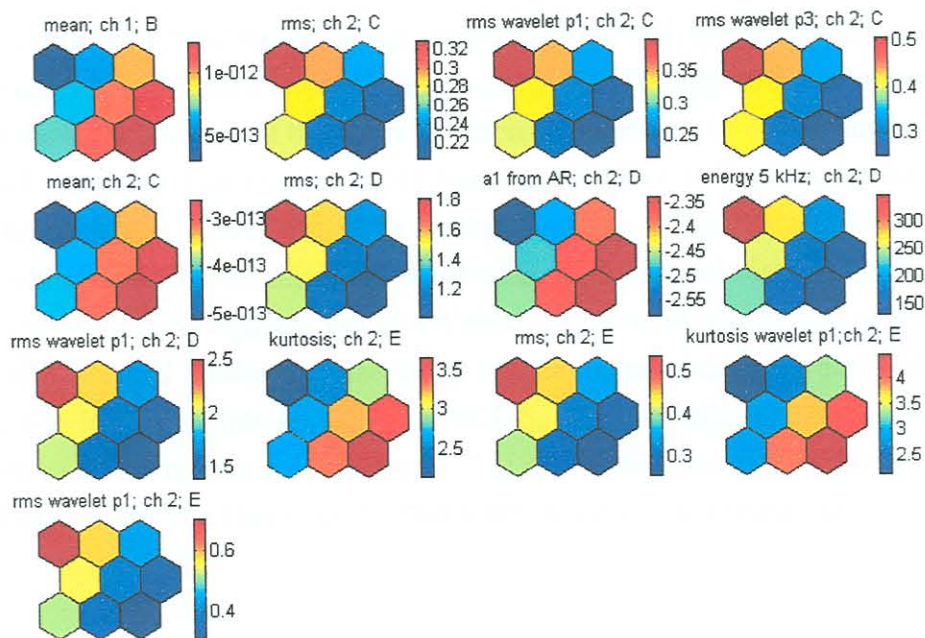 mean; ch 1; B
1e-012
5e-013
rms; ch 2; C
0.32
0.3
0.28
0.26
0.24
0.22
rms wavelet p1; ch 2; C
0.35
0.3
0.25
rms wavelet p3; ch 2; C
0.5
0.4
0.3
mean; ch 2; C
-3e-013
-4e-013
-5e-013
rms; ch 2; D
1.8
1.6
1.4
1.2
a1 from AR; ch 2; D
-2.35
-2.4
-2.45
-2.5
-2.55
energy 5 kHz; ch 2; D
300
250
200
150
rms wavelet p1; ch 2; D
2.5
2
1.5
kurtosis; ch 2; E
3.5
3
2.5
rms; ch 2; E
0.5
0.4
0.3
kurtosis wavelet p1;ch 2; E
4
3.5
3
2.5
rms wavelet p1; ch 2; E
0.6
0.4